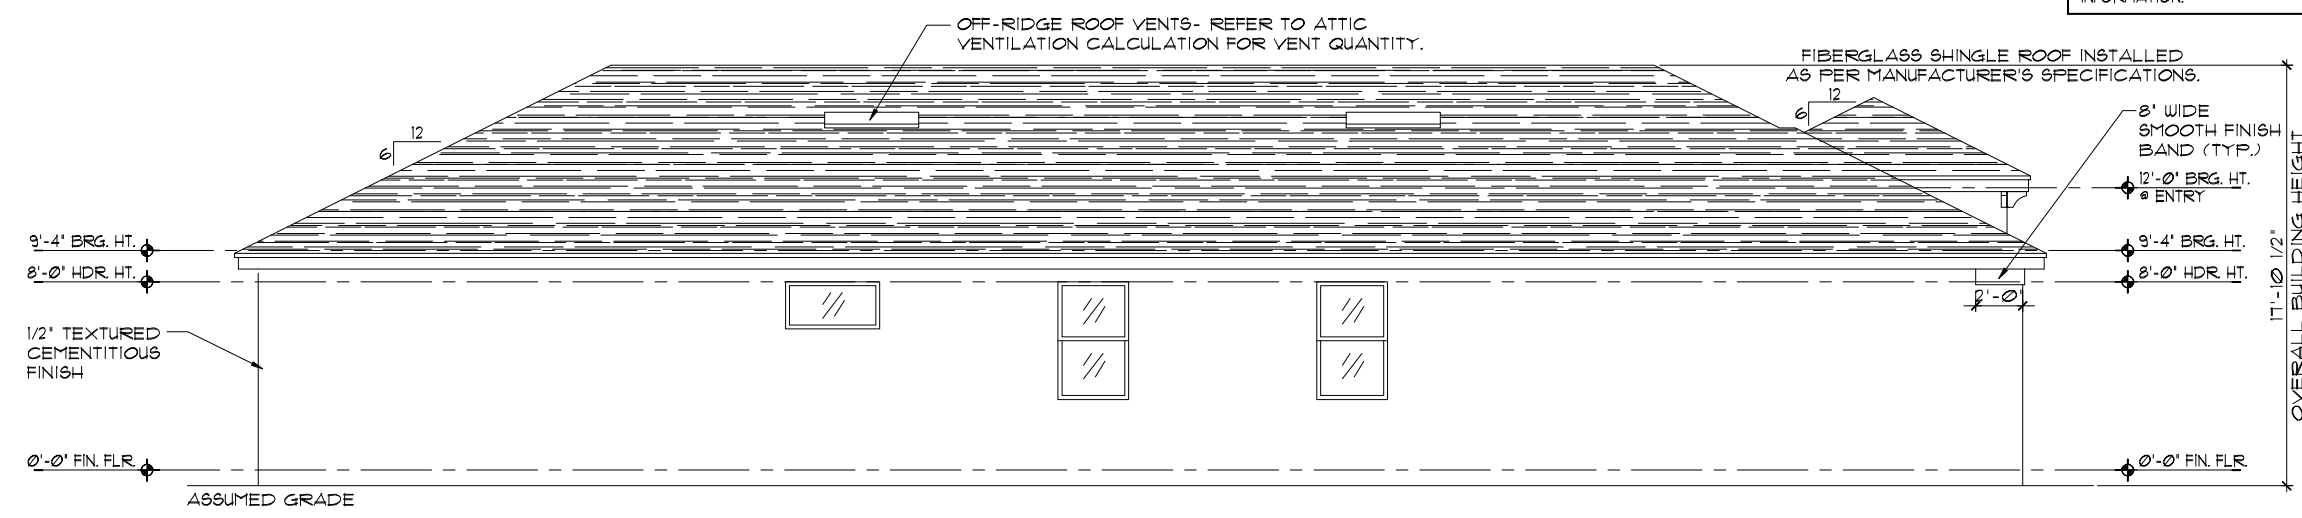 INFORMATION.
OFF-RIDGE ROOF VENTS- REFER TO ATTIC
VENTILATION CALCULATION FOR VENT QUANTITY.
FIBERGLASS SHINGLE ROOF INSTALLED
AS PER MANUFACTURER'S SPECIFICATIONS.
12
6
12
6
8" WIDE
SMOOTH FINISH
BAND (TYP.)
12'-0" BRG. HT.
@ ENTRY
9'-4" BRG. HT.
9'-4" BRG. HT.
8'-0" HDR. HT.
8'-0" HDR. HT.
2'-0"
17'-10 1/2"
OVERALL BUILDING HEIGHT
1/2" TEXTURED
CEMENTITIOUS
FINISH
0'-0" FIN. FLR.
0'-0" FIN. FLR.
ASSUMED GRADE